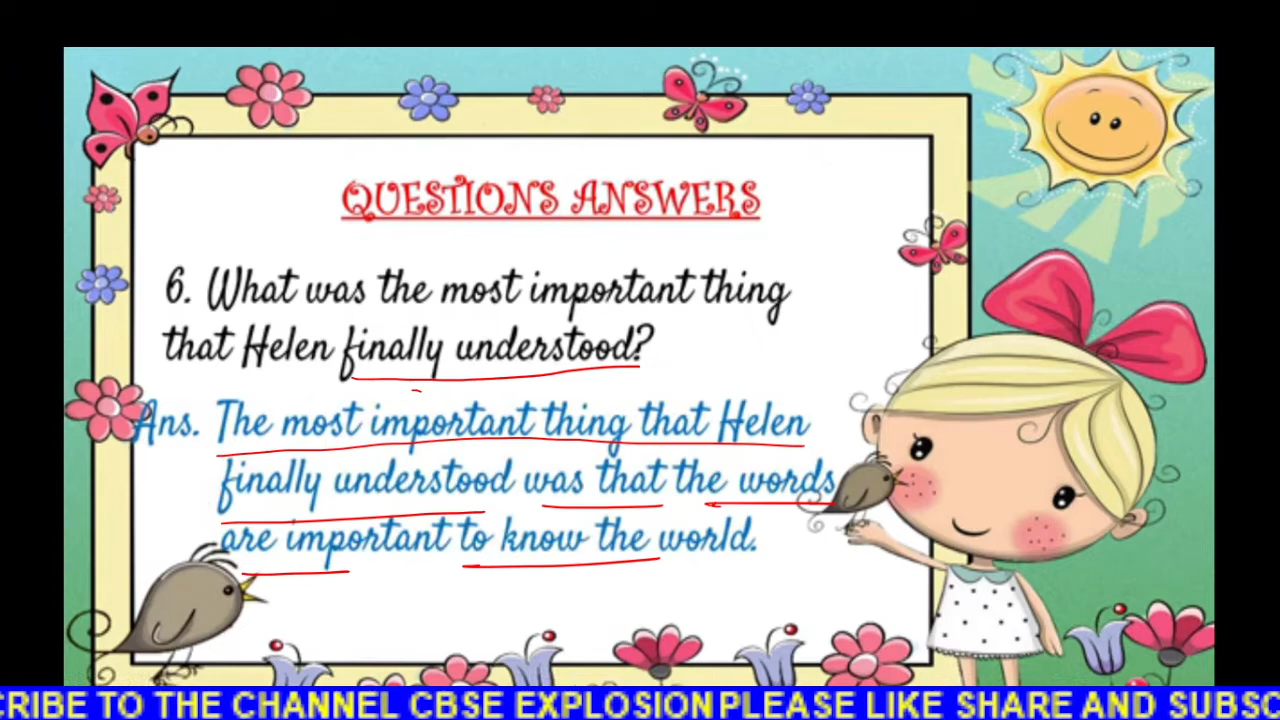 QUESTIONS ANSWERS
6. What was the most important thing
that Helen finally understood?
Ans. The most important thing that Helen
finally understood was that the words
are important to know the world.
CRIBE TO THE CHANNEL CBSE EXPLOSION PLEASE LIKE SHARE AND SUBSC